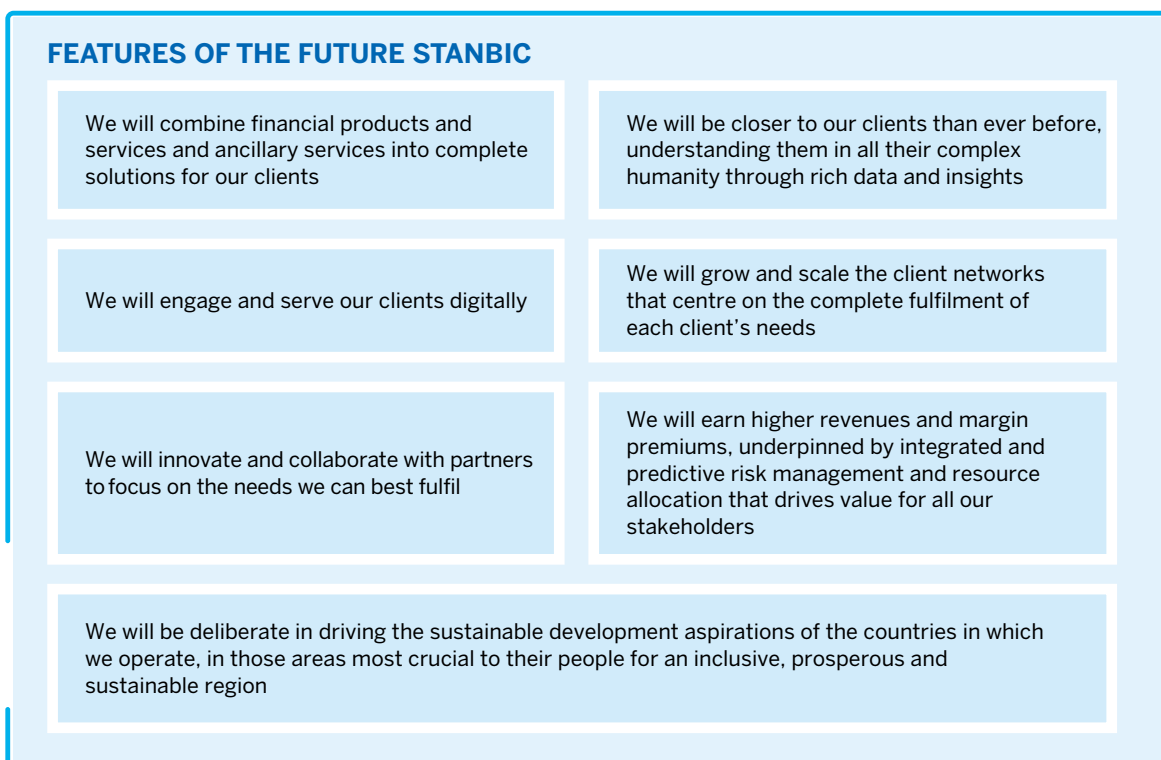 FEATURES OF THE FUTURE STANBIC
We will combine financial products and
services and ancillary services into complete
solutions for our clients
We will be closer to our clients than ever before,
understanding them in all their complex
humanity through rich data and insights
We will engage and serve our clients digitally
We will grow and scale the client networks
that centre on the complete fulfilment of
each client’s needs
We will innovate and collaborate with partners
to focus on the needs we can best fulfil
We will earn higher revenues and margin
premiums, underpinned by integrated and
predictive risk management and resource
allocation that drives value for all our
stakeholders
We will be deliberate in driving the sustainable development aspirations of the countries in which
we operate, in those areas most crucial to their people for an inclusive, prosperous and
sustainable region